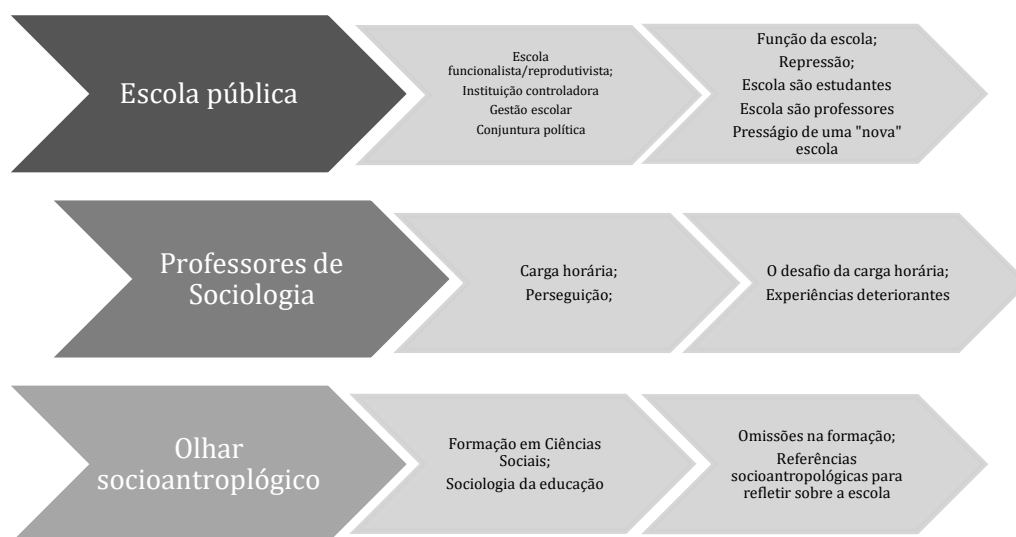 Escola pública
Escola
funcionalista/reprodutivista;
Instituição controladora
Gestão escolar
Conjuntura política
Função da escola;
Repressão;
Escola são estudantes
Escola são professores
Presságio de uma "nova"
escola
Professores de
Sociologia
Carga horária;
Perseguição;
O desafio da carga horária;
Experiências deteriorantes
Olhar
socioantroplógico
Formação em Ciências
Sociais;
Sociologia da educação
Omissões na formação;
Referências
socioantropológicas para
refletir sobre a escola